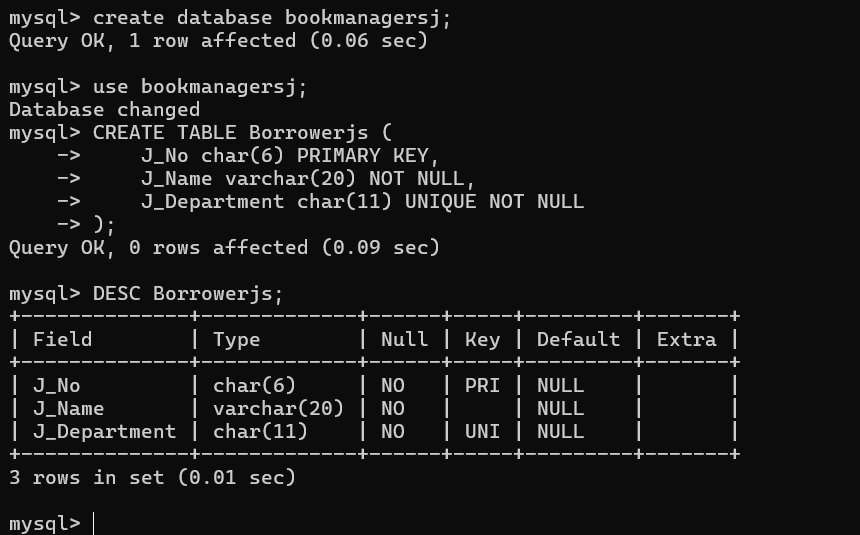 mysql> create database bookmanagersj;
Query OK, 1 row affected (0.06 sec)

mysql> use bookmanagersj;
Database changed
mysql> CREATE TABLE Borrowerjs (
    ->     J_No char(6) PRIMARY KEY,
    ->     J_Name varchar(20) NOT NULL,
    ->     J_Department char(11) UNIQUE NOT NULL
    -> );
Query OK, 0 rows affected (0.09 sec)

mysql> DESC Borrowerjs;
+--------------+-------------+------+-----+---------+-------+
| Field        | Type        | Null | Key | Default | Extra |
+--------------+-------------+------+-----+---------+-------+
| J_No         | char(6)     | NO   | PRI | NULL    |       |
| J_Name       | varchar(20) | NO   |     | NULL    |       |
| J_Department | char(11)    | NO   | UNI | NULL    |       |
+--------------+-------------+------+-----+---------+-------+
3 rows in set (0.01 sec)

mysql>